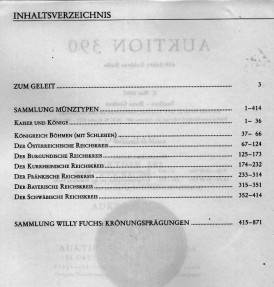 INHALTSVERZEICHNIS
AUKTION 390
ZUM GELEIT 3
SAMMLUNG MÜNZTYPEN 1–414
KAISER UND KÖNIGE 1– 36
KÖNIGREICH BÖHMEN (MIT SCHLESIEN) 37– 66
DER ÖSTERREICHISCHE REICHSKREIS 67–124
DER BURGUNDISCHE REICHSKREIS 125–173
DER KURRHEINISCHE REICHSKREIS 174–232
DER FRÄNKISCHE REICHSKREIS 233–314
DER BAYERISCHE REICHSKREIS 315–351
DER SCHWÄBISCHE REICHSKREIS 352–414
SAMMLUNG WILLY FUCHS: KRÖNUNGSPRÄGUNGEN 415–871